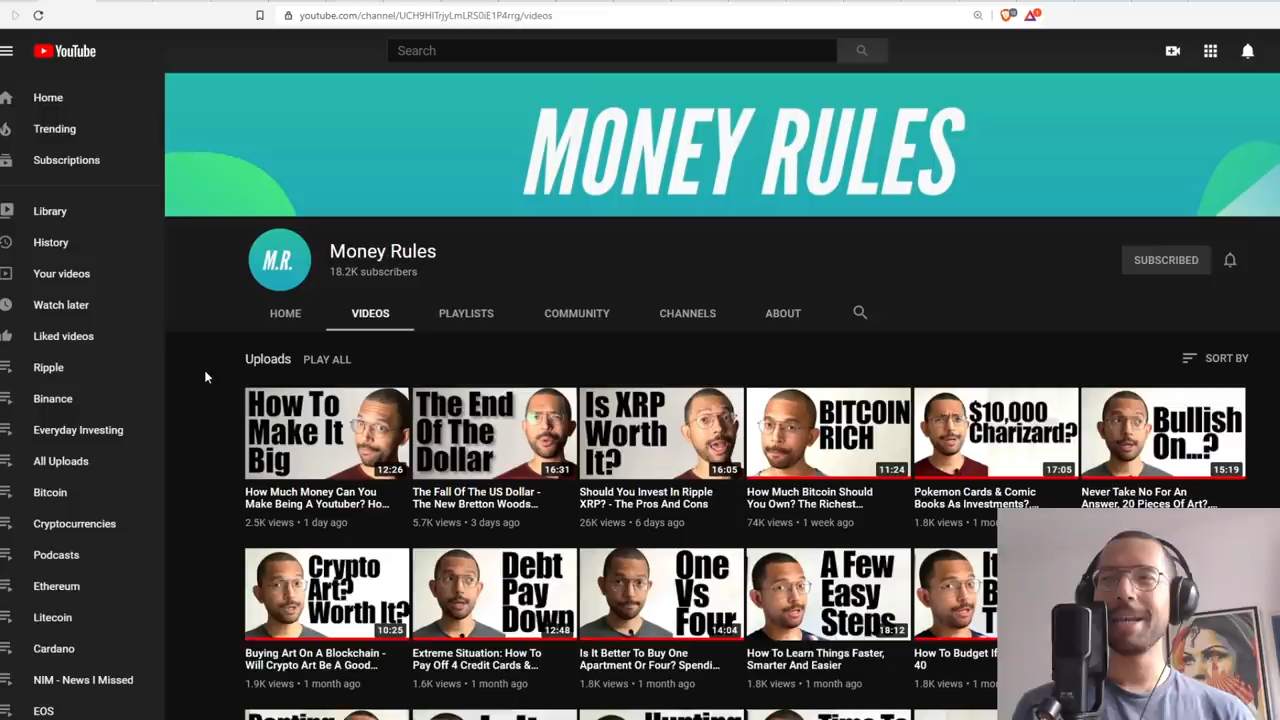 youtube.com/channel/UCH9HlTrjyLmLRS0iE1P4rrg/videos
YouTube
Search
MONEY RULES
Home
Trending
Subscriptions
Library
History
Your videos
Watch later
Liked videos
Ripple
Binance
Everyday Investing
All Uploads
Bitcoin
Cryptocurrencies
Podcasts
Ethereum
Litecoin
Cardano
NIM - News I Missed
EOS
M.R.
Money Rules
18.2K subscribers
SUBSCRIBED
HOME VIDEOS PLAYLISTS COMMUNITY CHANNELS ABOUT
Uploads PLAY ALL
SORT BY
How To
Make It
Big
12:26
How Much Money Can You
Make Being A Youtuber? Ho...
2.5K views • 1 day ago
The End
Of The
Dollar
16:31
The Fall Of The US Dollar -
The New Bretton Woods...
5.7K views • 3 days ago
Is XRP
Worth
It?
16:05
Should You Invest In Ripple
XRP? - The Pros And Cons
26K views • 6 days ago
BITCOIN
RICH
11:24
How Much Bitcoin Should
You Own? The Richest...
74K views • 1 week ago
$10,000
Charizard?
17:05
Pokemon Cards & Comic
Books As Investments?,...
1.8K views • 1 mo
Bullish
On...?
15:19
Never Take No For An
Answer, 20 Pieces Of Art?,...
Crypto
Art?
Worth It?
10:25
Buying Art On A Blockchain -
Will Crypto Art Be A Good...
1.9K views • 1 month ago
Debt
Pay
Down
12:48
Extreme Situation: How To
Pay Off 4 Credit Cards &...
1.6K views • 1 month ago
One
Vs
Four
14:04
Is It Better To Buy One
Apartment Or Four? Spendi...
1.8K views • 1 month ago
A Few
Easy
Steps
18:12
How To Learn Things Faster,
Smarter And Easier
1.8K views • 1 month ago
How To Budget
40
1.8K views • 1 mo